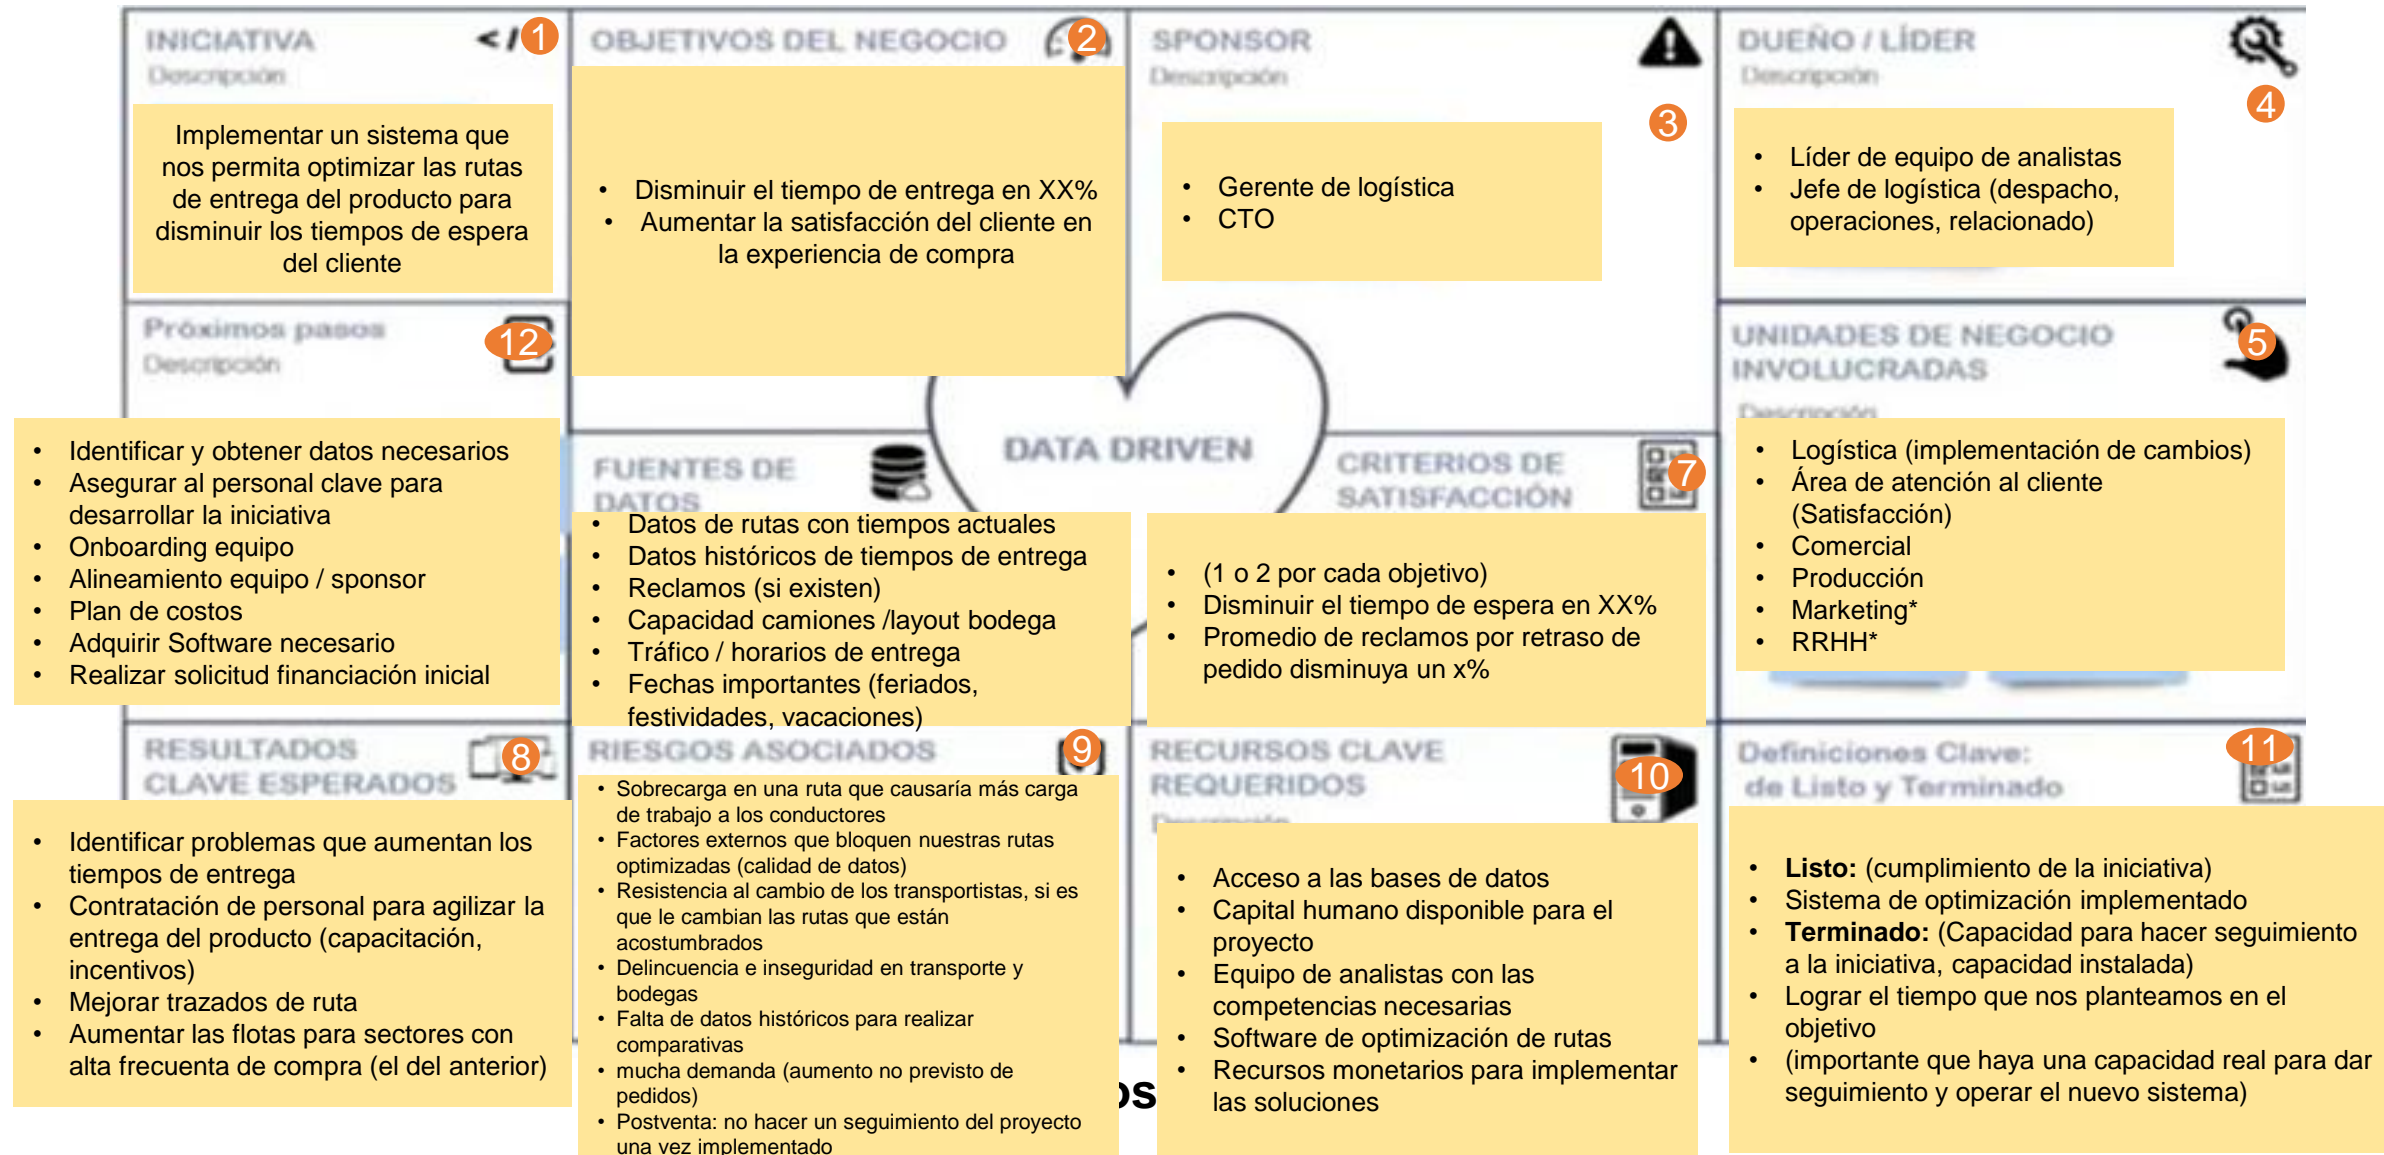 INICIATIVA
Descripción
< /
1
Implementar un sistema que
nos permita optimizar las rutas
de entrega del producto para
disminuir los tiempos de espera
del cliente
OBJETIVOS DEL NEGOCIO
2
• Disminuir el tiempo de entrega en XX%
• Aumentar la satisfacción del cliente en
la experiencia de compra
SPONSOR
Descripción
3
• Gerente de logística
• CTO
DUEÑO / LÍDER
Descripción
4
• Líder de equipo de analistas
• Jefe de logística (despacho,
operaciones, relacionado)
Próximos pasos
Descripción
12
• Identificar y obtener datos necesarios
• Asegurar al personal clave para
desarrollar la iniciativa
• Onboarding equipo
• Alineamiento equipo / sponsor
• Plan de costos
• Adquirir Software necesario
• Realizar solicitud financiación inicial
DATA DRIVEN
FUENTES DE
DATOS
• Datos de rutas con tiempos actuales
• Datos históricos de tiempos de entrega
• Reclamos (si existen)
• Capacidad camiones /layout bodega
• Tráfico / horarios de entrega
• Fechas importantes (feriados,
festividades, vacaciones)
CRITERIOS DE
SATISFACCIÓN
7
• (1 o 2 por cada objetivo)
• Disminuir el tiempo de espera en XX%
• Promedio de reclamos por retraso de
pedido disminuya un x%
UNIDADES DE NEGOCIO
INVOLUCRADAS
Descripción
5
• Logística (implementación de cambios)
• Área de atención al cliente
(Satisfacción)
• Comercial
• Producción
• Marketing*
• RRHH*
RESULTADOS
CLAVE ESPERADOS
8
• Identificar problemas que aumentan los
tiempos de entrega
• Contratación de personal para agilizar la
entrega del producto (capacitación,
incentivos)
• Mejorar trazados de ruta
• Aumentar las flotas para sectores con
alta frecuenta de compra (el del anterior)
RIESGOS ASOCIADOS
9
• Sobrecarga en una ruta que causaría más carga
de trabajo a los conductores
• Factores externos que bloquen nuestras rutas
optimizadas (calidad de datos)
• Resistencia al cambio de los transportistas, si es
que le cambian las rutas que están
acostumbrados
• Delincuencia e inseguridad en transporte y
bodegas
• Falta de datos históricos para realizar
comparativas
• mucha demanda (aumento no previsto de
pedidos)
• Postventa: no hacer un seguimiento del proyecto
una vez implementado
os
RECURSOS CLAVE
REQUERIDOS
Descripción
10
• Acceso a las bases de datos
• Capital humano disponible para el
proyecto
• Equipo de analistas con las
competencias necesarias
• Software de optimización de rutas
• Recursos monetarios para implementar
las soluciones
Definiciones Clave:
de Listo y Terminado
11
• Listo: (cumplimiento de la iniciativa)
• Sistema de optimización implementado
• Terminado: (Capacidad para hacer seguimiento
a la iniciativa, capacidad instalada)
• Lograr el tiempo que nos planteamos en el
objetivo
• (importante que haya una capacidad real para dar
seguimiento y operar el nuevo sistema)